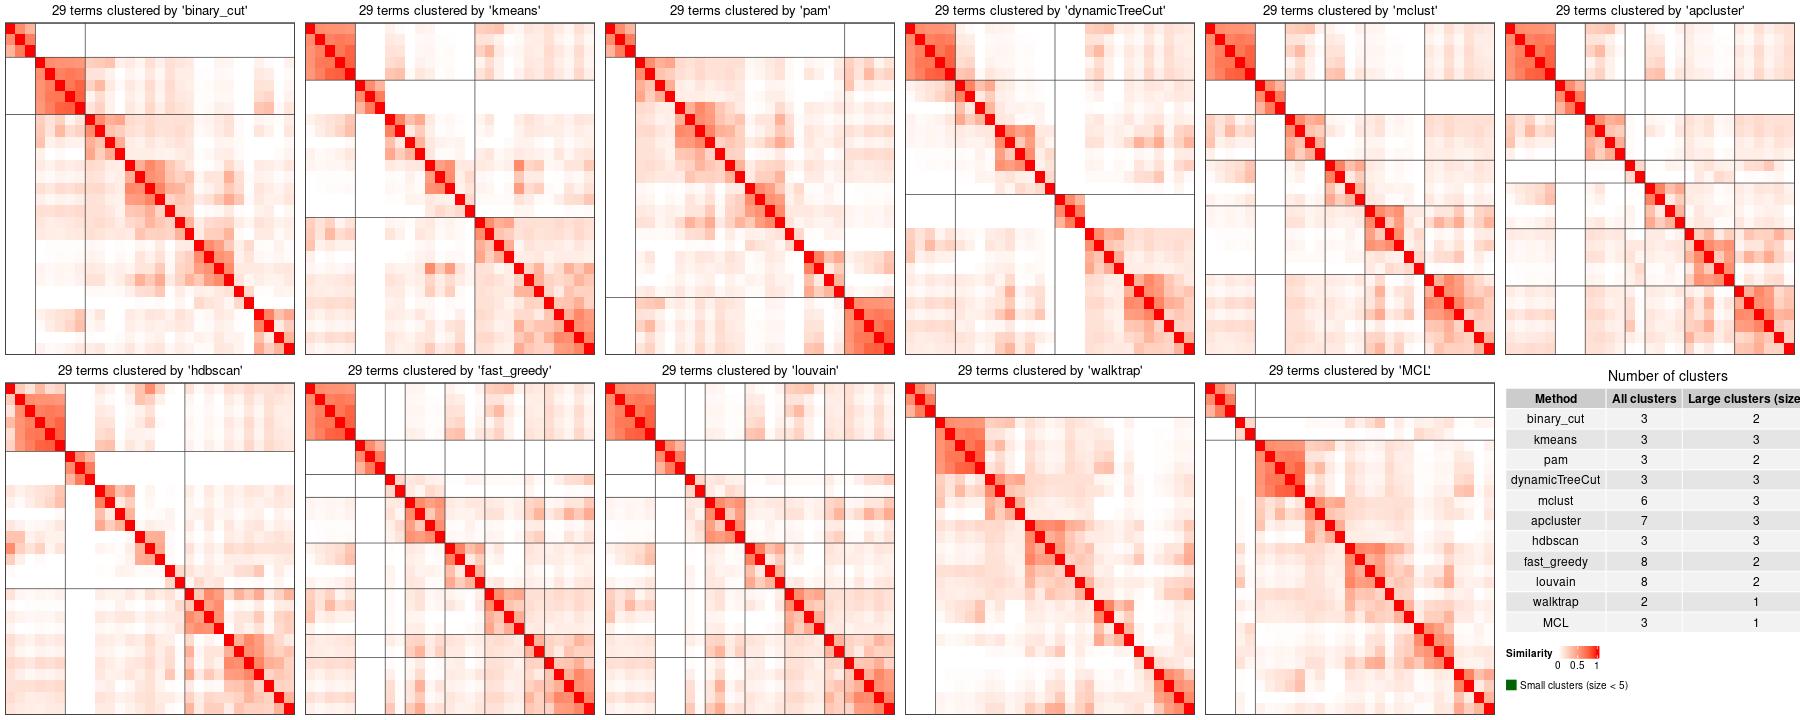 29 terms clustered by 'binary_cut'
29 terms clustered by 'kmeans'
29 terms clustered by 'pam'
29 terms clustered by 'dynamicTreeCut'
29 terms clustered by 'mclust'
29 terms clustered by 'apcluster'
29 terms clustered by 'hdbscan'
29 terms clustered by 'fast_greedy'
29 terms clustered by 'louvain'
29 terms clustered by 'walktrap'
29 terms clustered by 'MCL'
Number of clusters
Method All clusters Large clusters (size
binary_cut 3 2
kmeans 3 3
pam 3 2
dynamicTreeCut 3 3
mclust 6 3
apcluster 7 3
hdbscan 3 3
fast_greedy 8 2
louvain 8 2
walktrap 2 1
MCL 3 1
Similarity
0 0.5 1
Small clusters (size < 5)